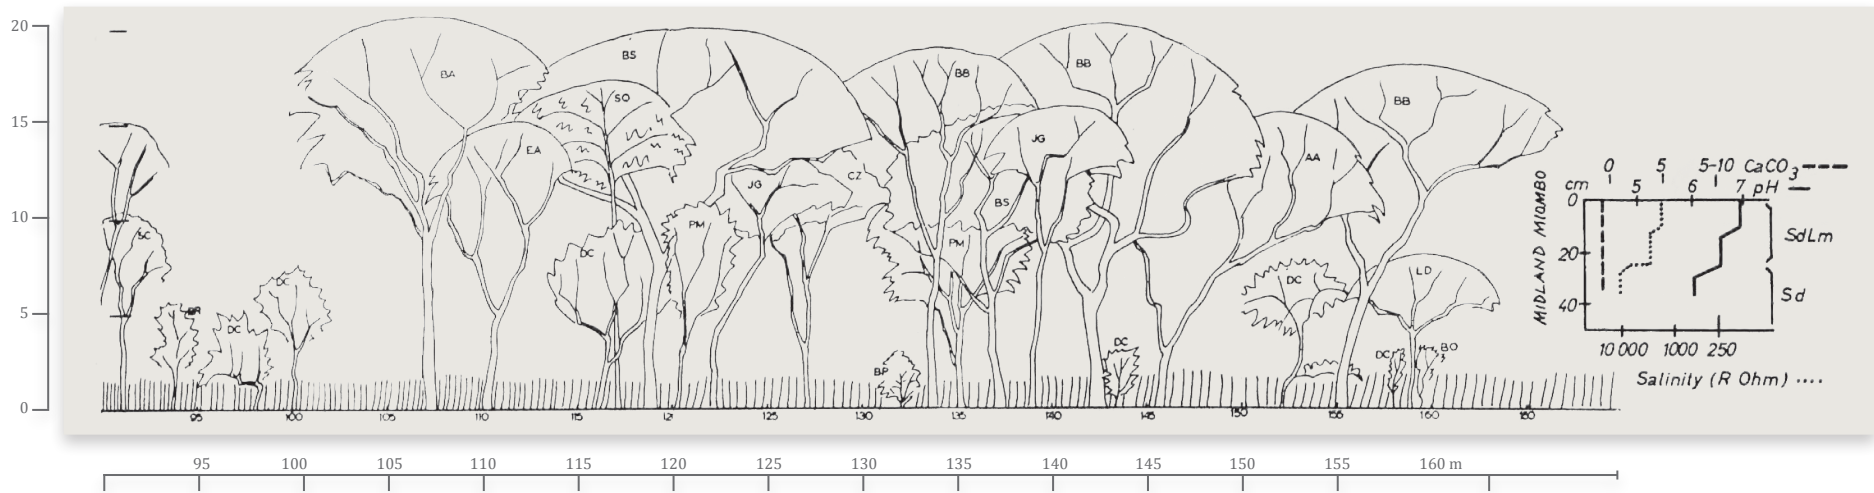 20
15
10
5
0
BA
BS
SO
EA
JG
CZ
BB
BB
JG
BS
AA
BB
PM
PM
DC
DC
DC
DC
DC
LD
DC
DC
BO
BP
95 100 105 110 115 12 125 130 135 140 145 150 155 160 180
95 100 105 110 115 120 125 130 135 140 145 150 155 160 m
MIDLAND MIOMBO
0 5 5-10 CaCO3
cm 5 6 7 pH
0
20
40
SdLm
Sd
10 000 1000 250
Salinity (R Ohm) ....